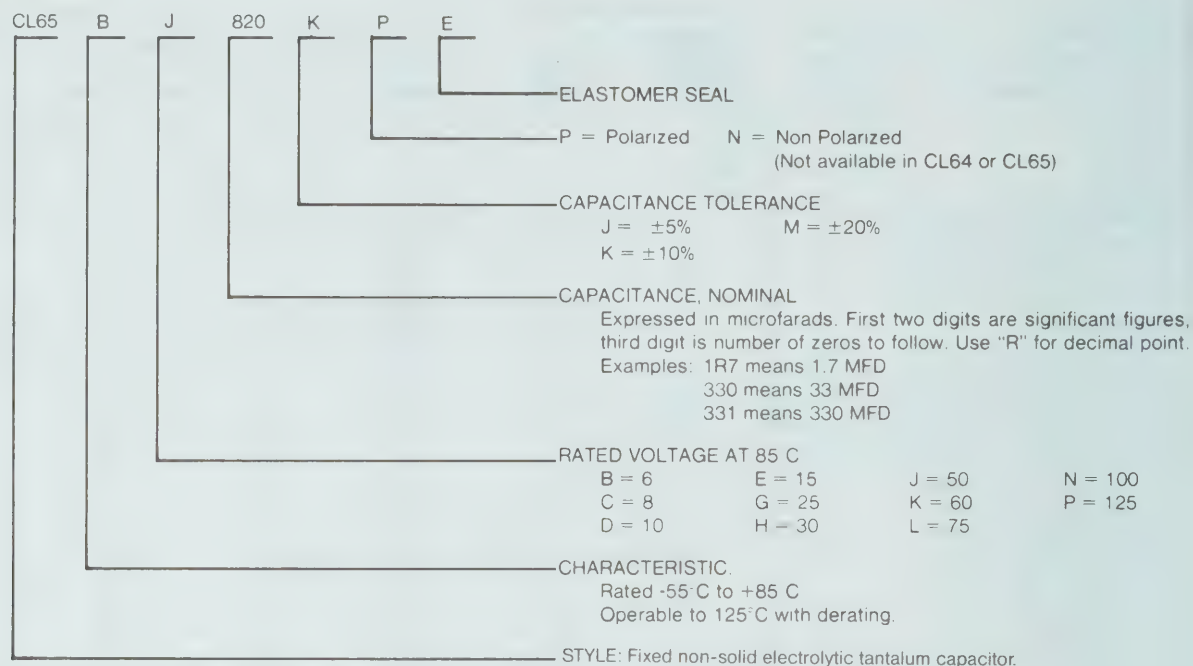 CL65 B J 820 K P E
ELASTOMER SEAL
P = Polarized N = Non Polarized
(Not available in CL64 or CL65)
CAPACITANCE TOLERANCE
J = ±5% M = ±20%
K = ±10%
CAPACITANCE, NOMINAL
Expressed in microfarads. First two digits are significant figures,
third digit is number of zeros to follow. Use "R" for decimal point.
Examples: 1R7 means 1.7 MFD
330 means 33 MFD
331 means 330 MFD
RATED VOLTAGE AT 85 C
B = 6 E = 15 J = 50 N = 100
C = 8 G = 25 K = 60 P = 125
D = 10 H = 30 L = 75
CHARACTERISTIC.
Rated -55°C to +85 C
Operable to 125°C with derating.
STYLE: Fixed non-solid electrolytic tantalum capacitor.